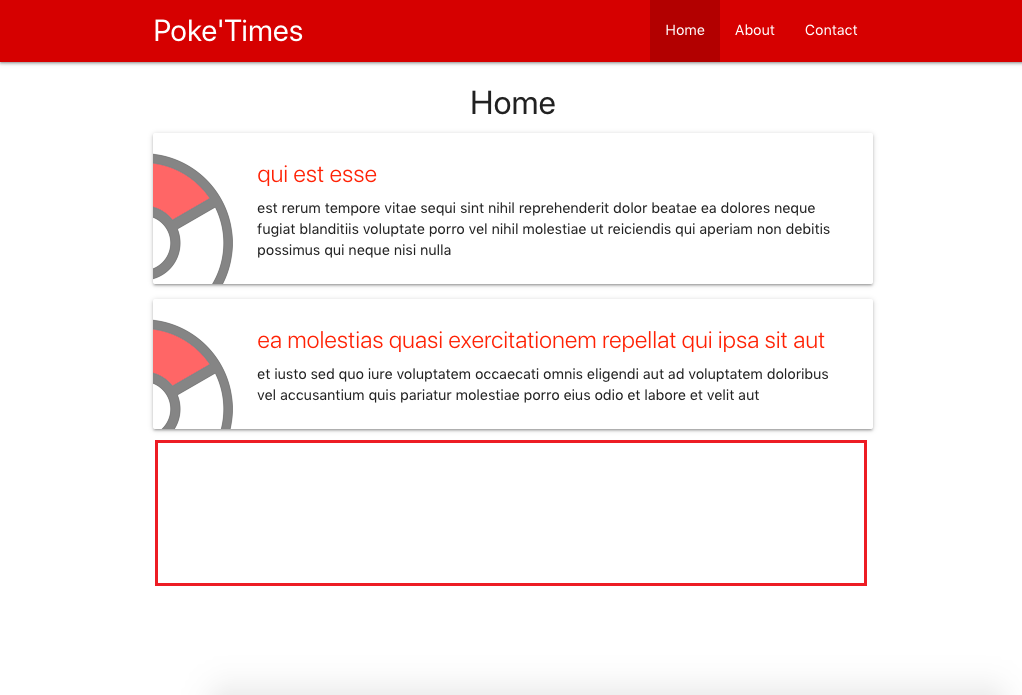 Poke'Times
Home About Contact
Home
qui est esse
est rerum tempore vitae sequi sint nihil reprehenderit dolor beatae ea dolores neque
fugiat blanditiis voluptate porro vel nihil molestiae ut reiciendis qui aperiam non debitis
possimus qui neque nisi nulla
ea molestias quasi exercitationem repellat qui ipsa sit aut
et iusto sed quo iure voluptatem occaecati omnis eligendi aut ad voluptatem doloribus
vel accusantium quis pariatur molestiae porro eius odio et labore et velit aut